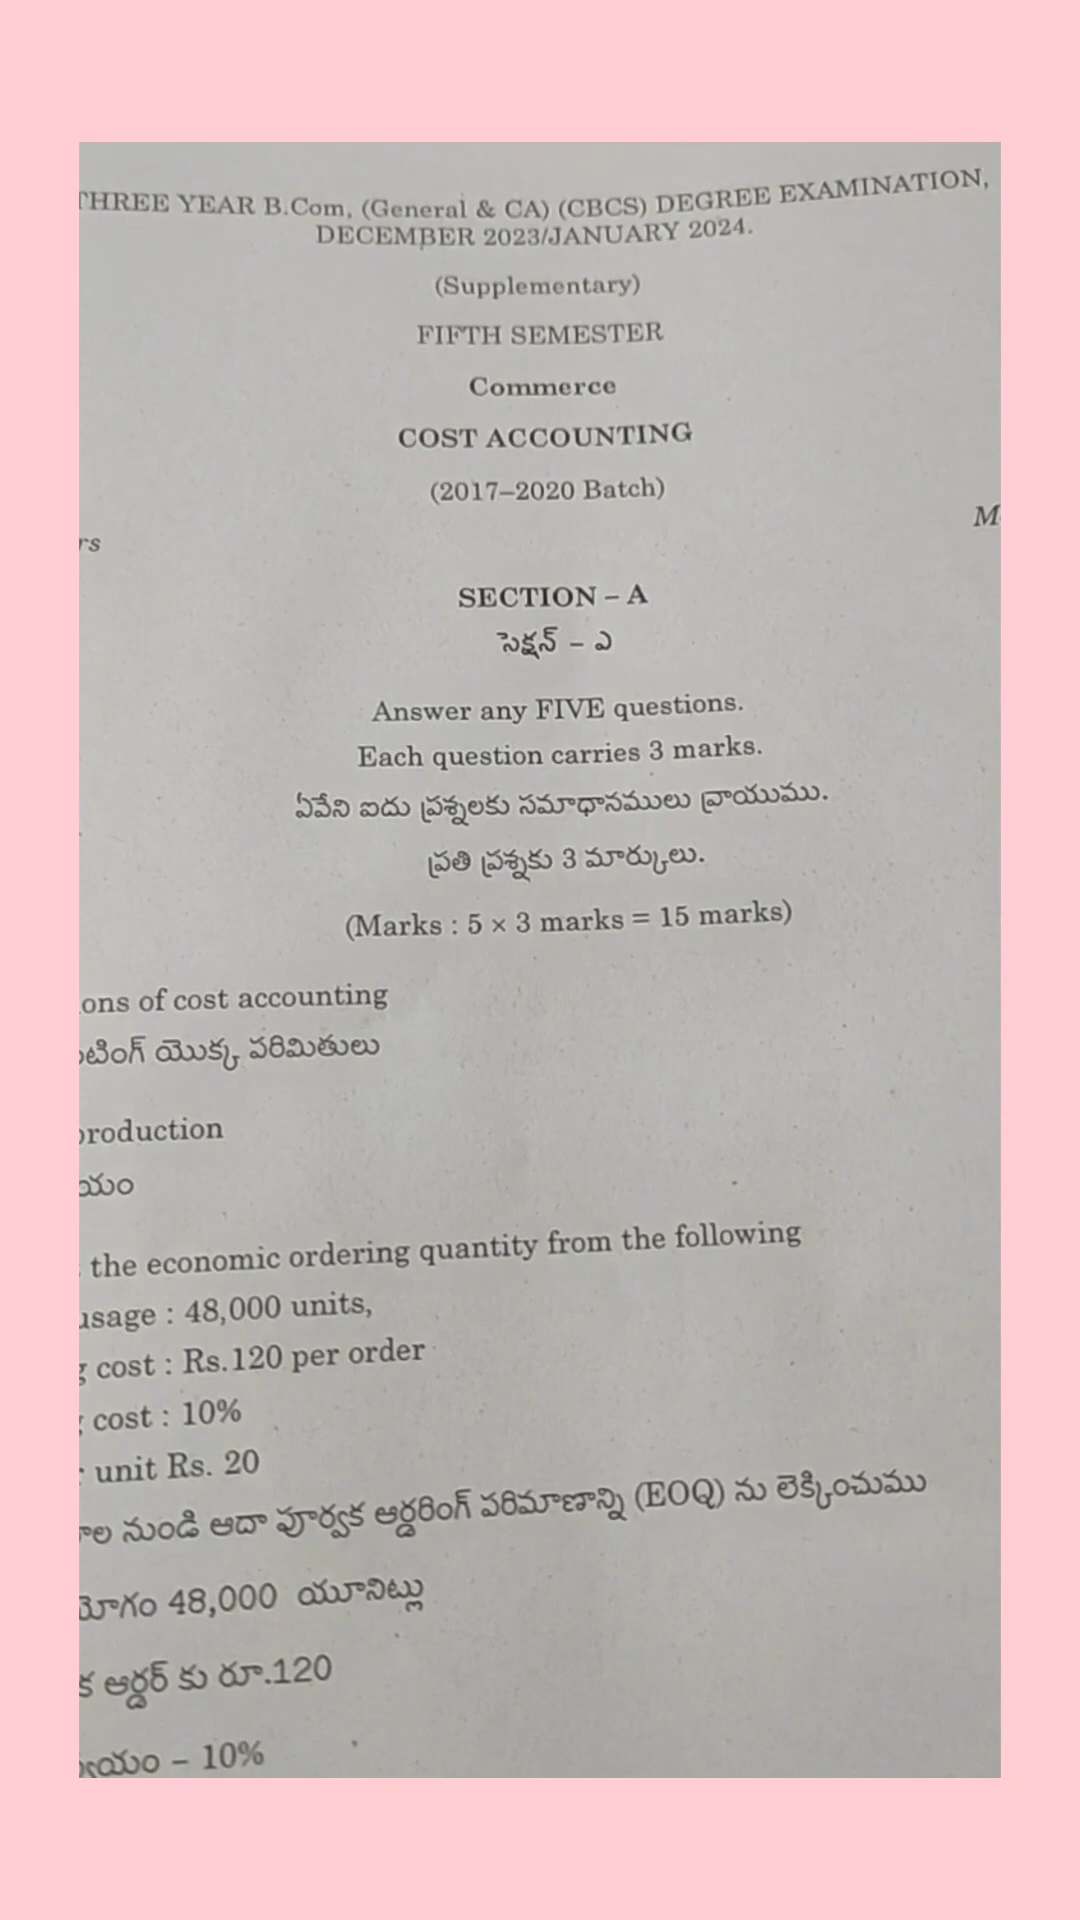 THREE YEAR B.Com, (General & CA) (CBCS) DEGREE EXAMINATION,
DECEMBER 2023/JANUARY 2024.
(Supplementary)
FIFTH SEMESTER
Commerce
COST ACCOUNTING
(2017–2020 Batch)
SECTION – A
సెక్షన్ – ఎ
Answer any FIVE questions.
Each question carries 3 marks.
ఏవేని ఐదు ప్రశ్నలకు సమాధానములు వ్రాయుము.
ప్రతి ప్రశ్నకు 3 మార్కులు.
(Marks : 5 × 3 marks = 15 marks)
of cost accounting
యొక్క పరిమితులు
production
the economic ordering quantity from the following
usage : 48,000 units,
cost : Rs.120 per order
cost : 10%
unit Rs. 20
నుండి ఆదా పూర్వక ఆర్డరింగ్ పరిమాణాన్ని (EOQ) ను లెక్కించుము
48,000 యూనిట్లు
ఆర్డర్ కు రూ.120
– 10%